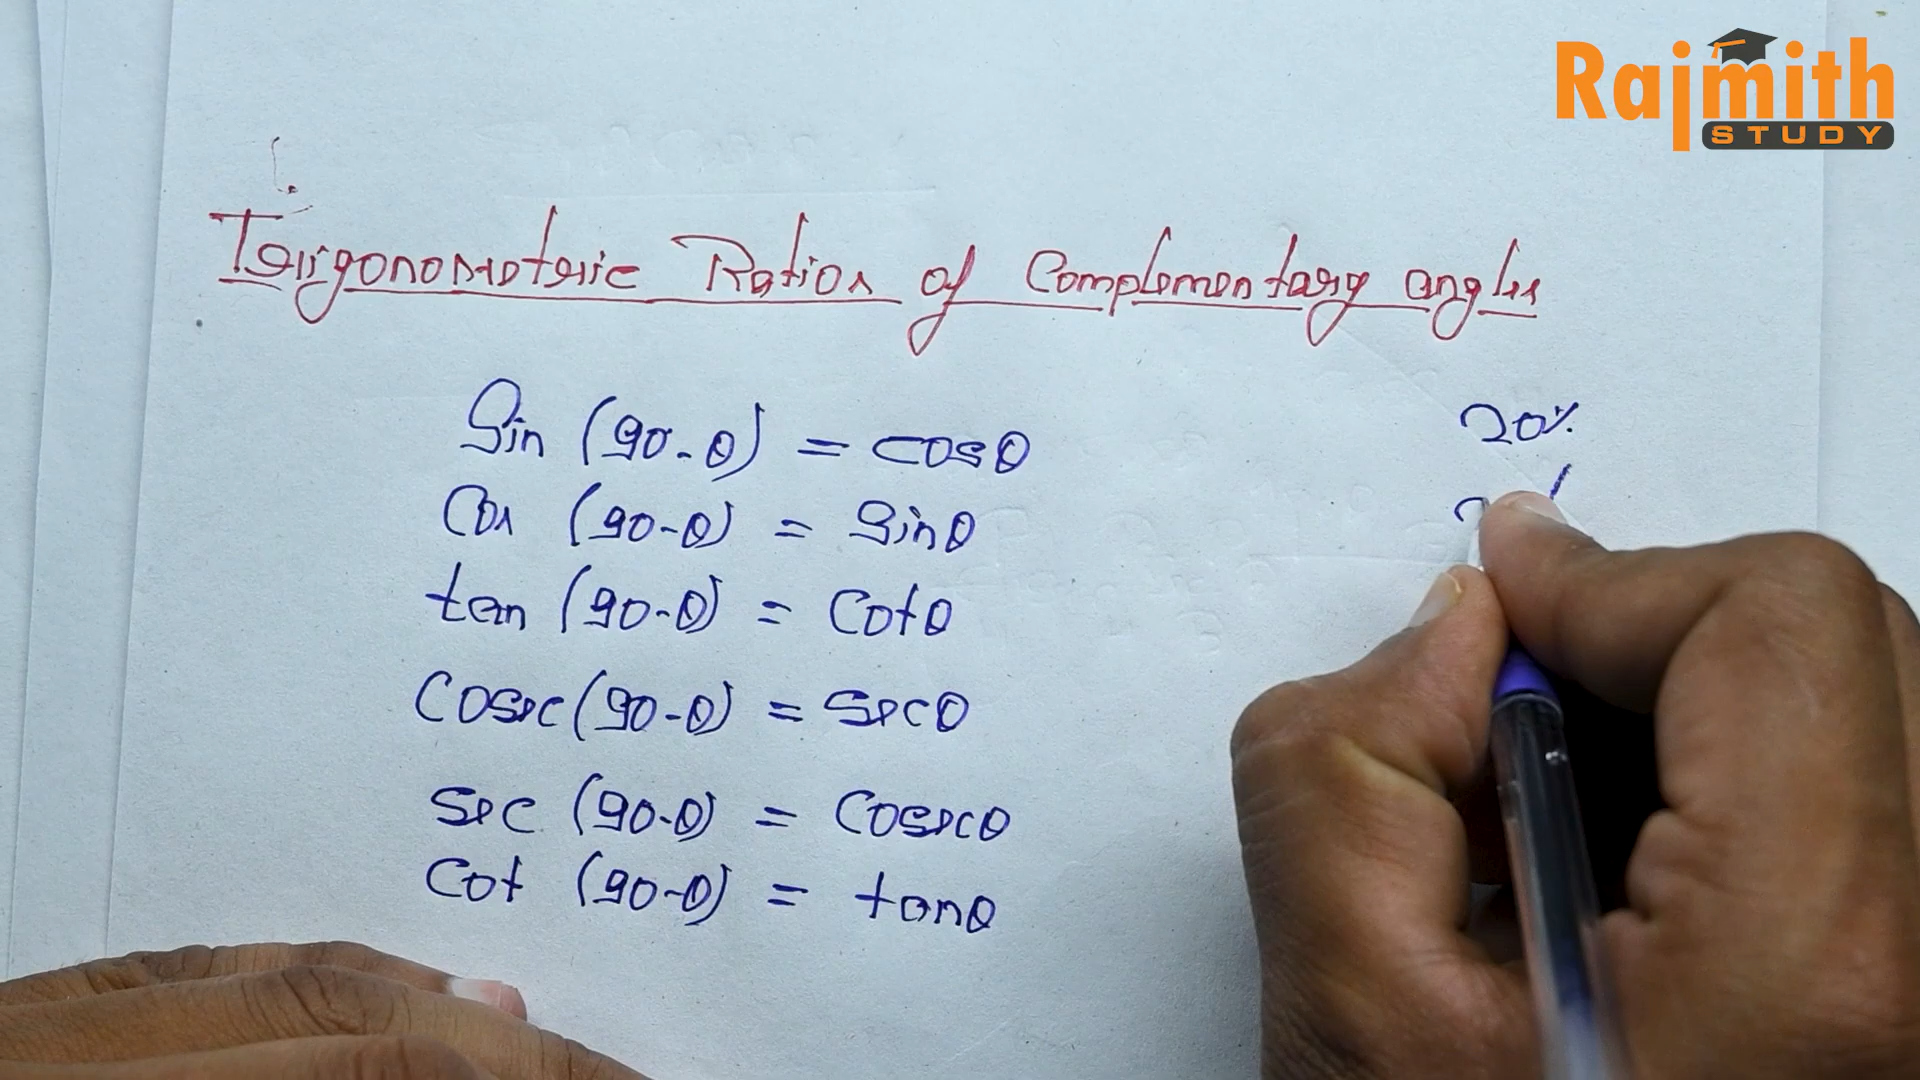 Rajmith
STUDY
Trigonometric Ratios of Complementary angles
Sin (90-θ) = cosθ
Cos (90-θ) = Sinθ
tan (90-θ) = Cotθ
Cosec (90-θ) = Secθ
Sec (90-θ) = Cosecθ
Cot (90-θ) = tanθ
20%